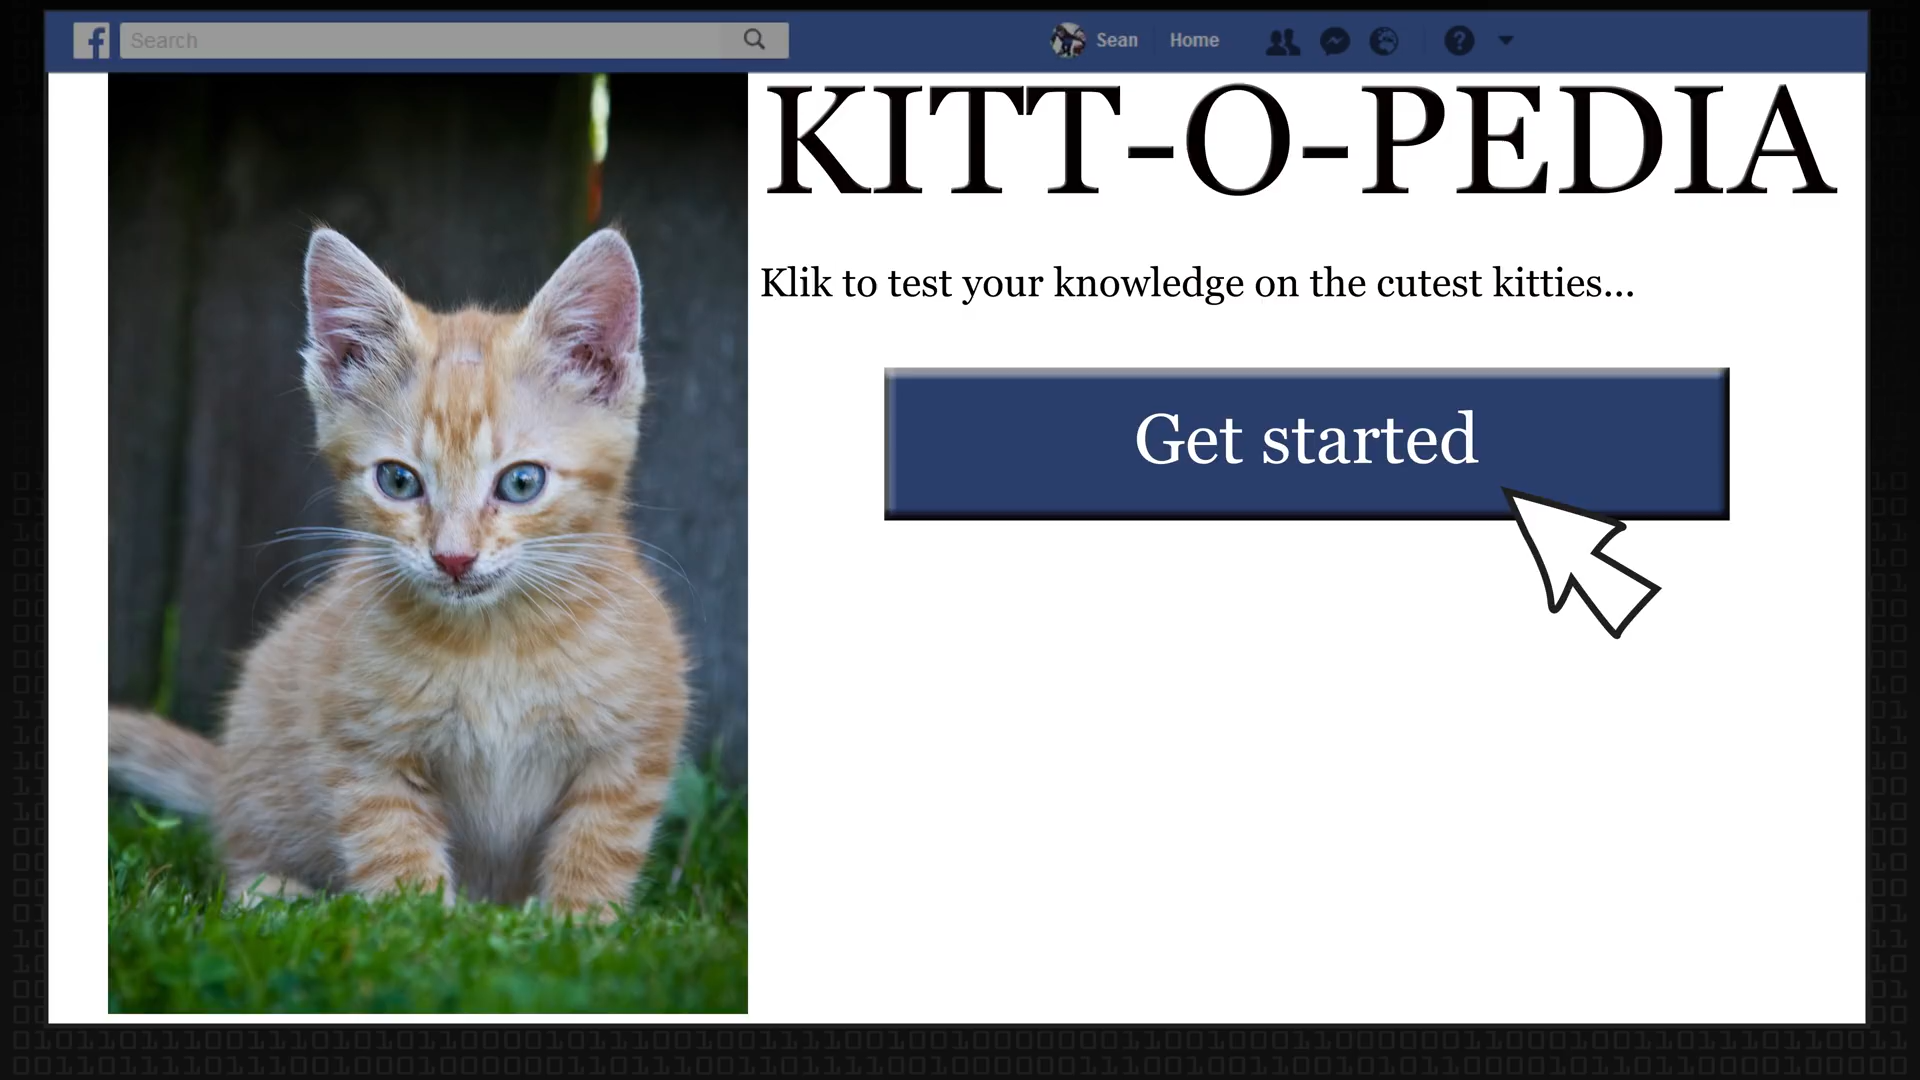 f Search Sean Home ?
KITT-O-PEDIA
Klik to test your knowledge on the cutest kitties...
Get started